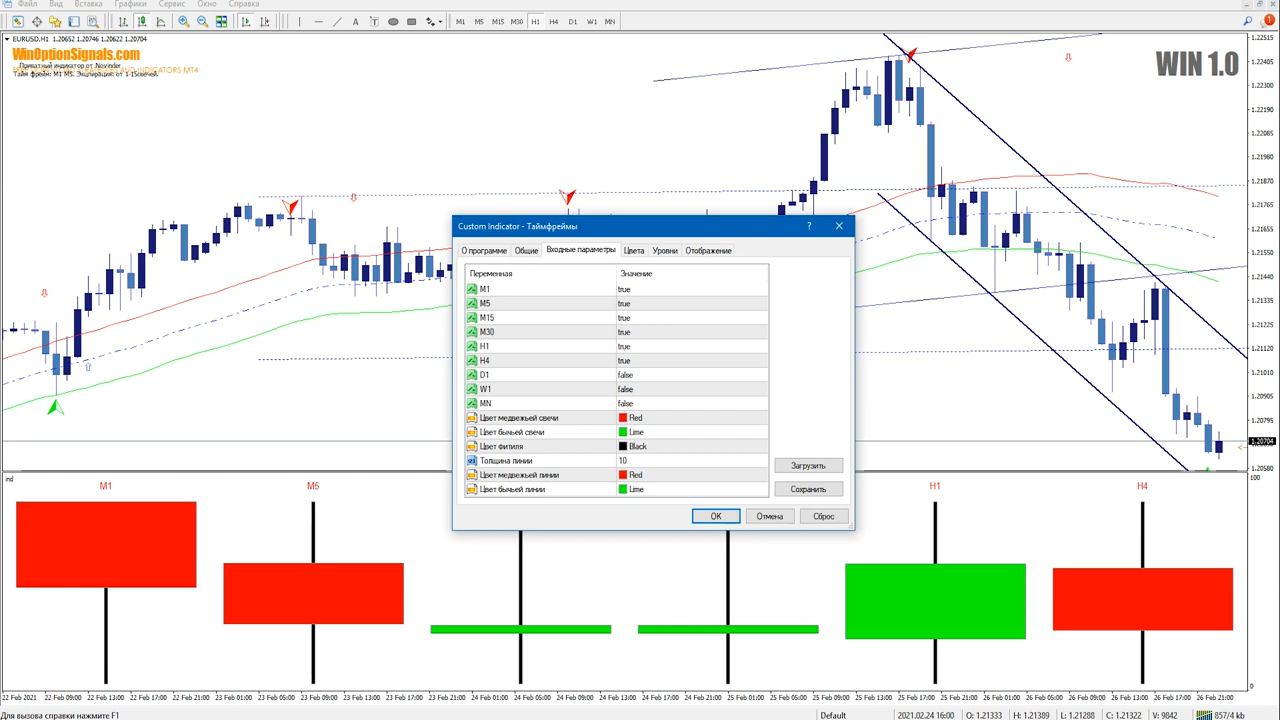 Файл Вид Вставка Графики Сервис Окно Справка
M1 M5 M15 M30 H1 H4 D1 W1 MN
EURUSD,H1 1.20652 1.20746 1.20622 1.20704
WinOptionSignals.com
Приватный индикатор от Novinder
INDICATORS MT4
Тайм фрейм: M1 M5. Экспирация: от 1-15свечей.
WIN 1.0
1.22515
1.22405
1.22300
1.22190
1.22085
1.21980
1.21870
1.21765
1.21655
1.21550
1.21440
1.21335
1.21225
1.21120
1.21010
1.20905
1.20795
1.20704
1.20580
Custom Indicator - Таймфреймы
О программе Общие Входные параметры Цвета Уровни Отображение
Переменная Значение
M1 true
M5 true
M15 true
M30 true
H1 true
H4 true
D1 false
W1 false
MN false
Цвет медвежьей свечи Red
Цвет бычьей свечи Lime
Цвет фитиля Black
Толщина линии 10
Цвет медвежьей линии Red
Цвет бычьей линии Lime
Загрузить
Сохранить
OK Отмена Сброс
ind
100
M1 M5 H1 H4
0
22 Feb 2021 22 Feb 09:00 22 Feb 13:00 22 Feb 17:00 22 Feb 21:00 23 Feb 01:00 23 Feb 05:00 23 Feb 09:00 23 Feb 13:00 23 Feb 17:00 23 Feb 21:00 24 Feb 01:00 24 Feb 05:00 24 Feb 09:00 24 Feb 13:00 24 Feb 17:00 24 Feb 21:00 25 Feb 01:00 25 Feb 05:00 25 Feb 09:00 25 Feb 13:00 25 Feb 17:00 25 Feb 21:00 26 Feb 01:00 26 Feb 05:00 26 Feb 09:00 26 Feb 13:00 26 Feb 17:00 26 Feb 21:00
Для вызова справки нажмите F1 Default 2021.02.24 16:00 O: 1.21333 H: 1.21389 L: 1.21288 C: 1.21322 V: 9842 857/4 kb